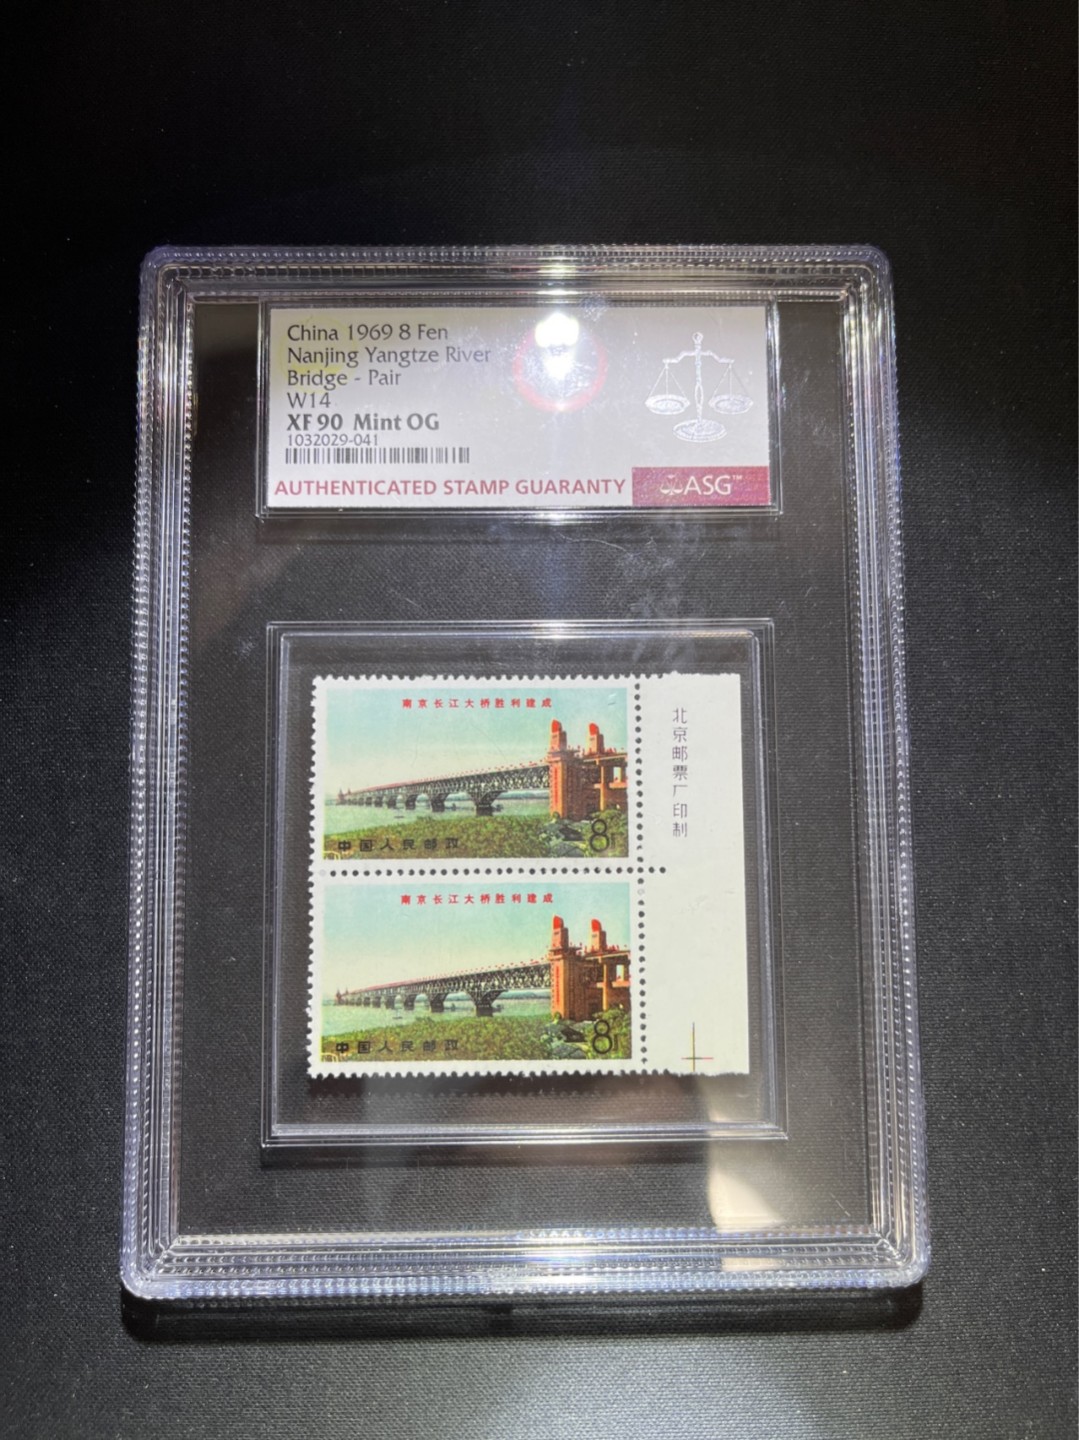 China 1969 8 Fen
Nanjing Yangtze River
Bridge - Pair
W14
XF 90 Mint OG
1032029-041
AUTHENTICATED STAMP GUARANTY
ASG™
南京长江大桥胜利建成
中国人民邮政
8
北京邮票厂印制
南京长江大桥胜利建成
中国人民邮政
8